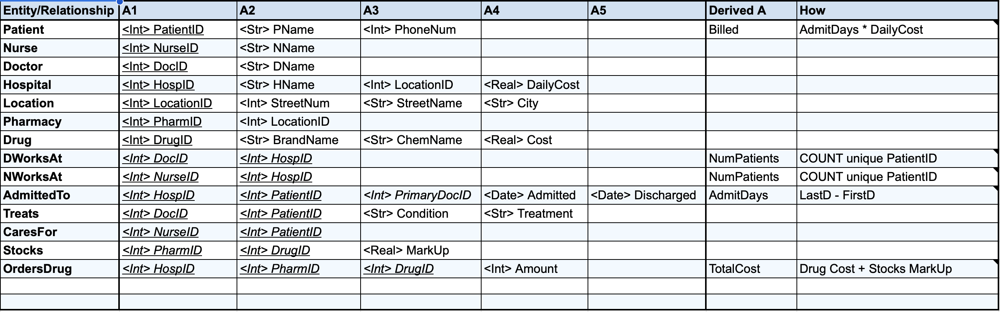 Entity/Relationship A1 A2 A3 A4 A5 Derived A How
Patient <Int> PatientID <Str> PName <Int> PhoneNum Billed AdmitDays * DailyCost
Nurse <Int> NurseID <Str> NName
Doctor <Int> DocID <Str> DName
Hospital <Int> HospID <Str> HName <Int> LocationID <Real> DailyCost
Location <Int> LocationID <Int> StreetNum <Str> StreetName <Str> City
Pharmacy <Int> PharmID <Int> LocationID
Drug <Int> DrugID <Str> BrandName <Str> ChemName <Real> Cost
DWorksAt <Int> DocID <Int> HospID NumPatients COUNT unique PatientID
NWorksAt <Int> NurseID <Int> HospID NumPatients COUNT unique PatientID
AdmittedTo <Int> HospID <Int> PatientID <Int> PrimaryDocID <Date> Admitted <Date> Discharged AdmitDays LastD - FirstD
Treats <Int> DocID <Int> PatientID <Str> Condition <Str> Treatment
CaresFor <Int> NurseID <Int> PatientID
Stocks <Int> PharmID <Int> DrugID <Real> MarkUp
OrdersDrug <Int> HospID <Int> PharmID <Int> DrugID <Int> Amount TotalCost Drug Cost + Stocks MarkUp